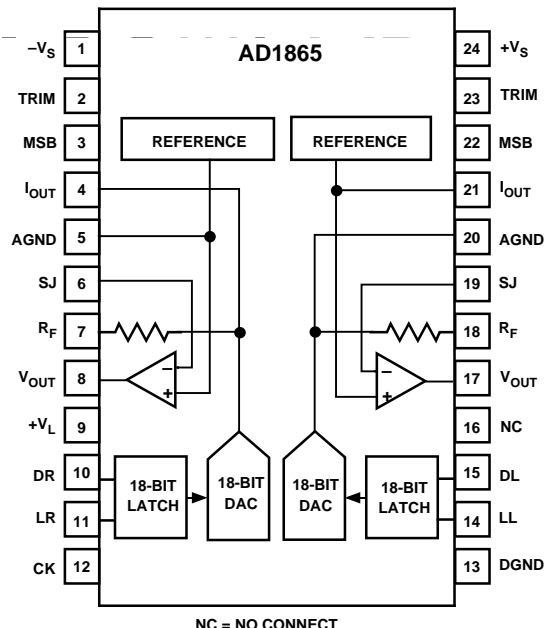 AD1865
–VS 1 24 +VS
TRIM 2 23 TRIM
MSB 3 REFERENCE REFERENCE 22 MSB
IOUT 4 21 IOUT
AGND 5 20 AGND
SJ 6 19 SJ
RF 7 18 RF
–
+
–
+
VOUT 8 17 VOUT
+VL 9 16 NC
DR 10 15 DL
18-BIT LATCH
18-BIT DAC
18-BIT DAC
18-BIT LATCH
LR 11 14 LL
CK 12 13 DGND
NC = NO CONNECT